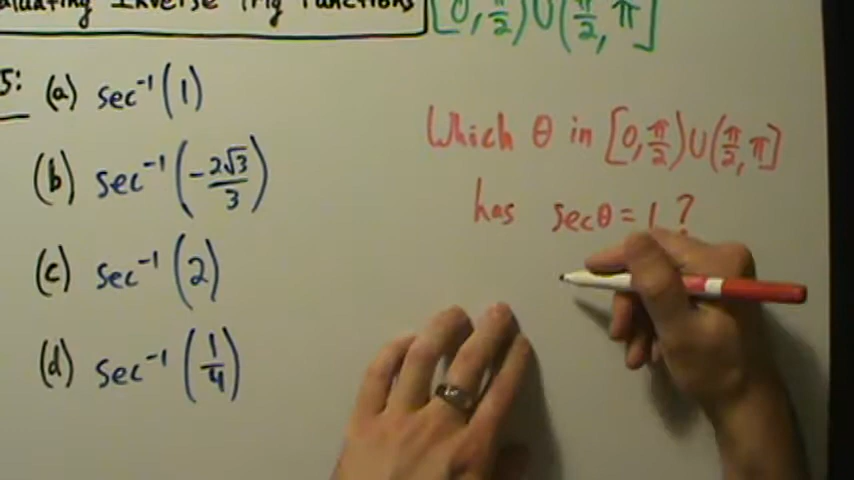 Inverse Trig Functions
[0, π/2) U (π/2, π]
5: (a) sec⁻¹(1)
(b) sec⁻¹(-2√3/3)
(c) sec⁻¹(2)
(d) sec⁻¹(1/4)
Which θ in [0, π/2) U (π/2, π]
has secθ = 1 ?